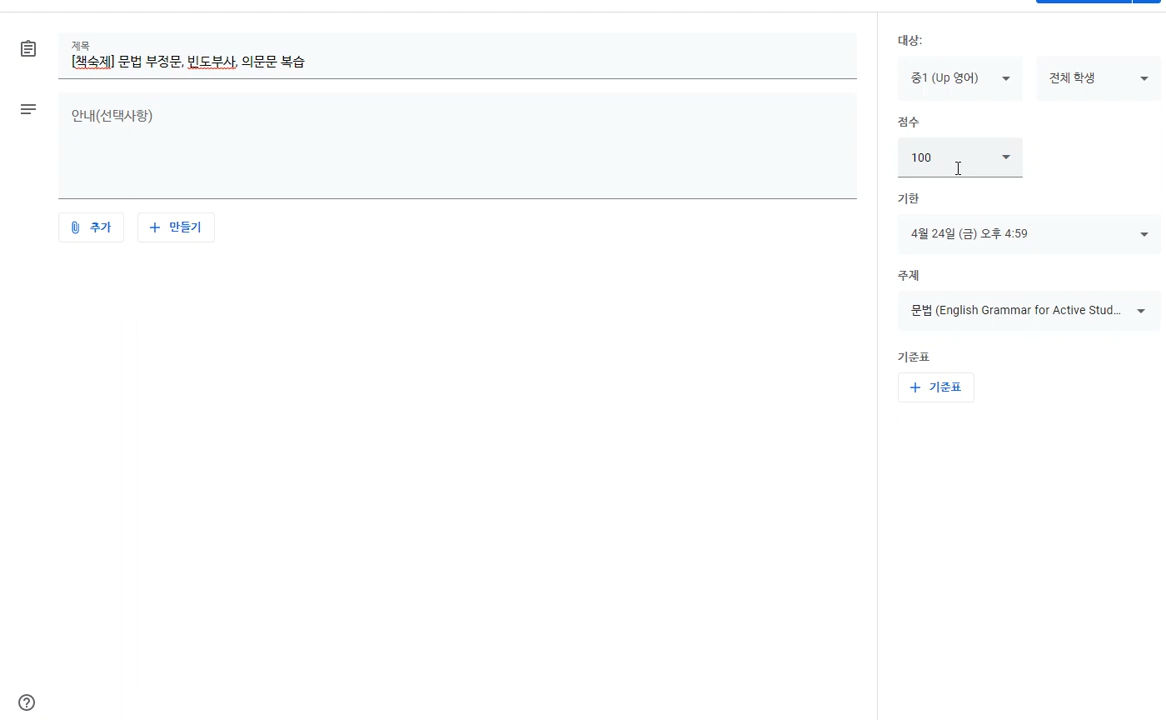 제목
[책숙제] 문법 부정문, 빈도부사, 의문문 복습
안내(선택사항)
추가
만들기
대상:
중1 (Up 영어)
전체 학생
점수
100
기한
4월 24일 (금) 오후 4:59
주제
문법 (English Grammar for Active Stud...
기준표
기준표